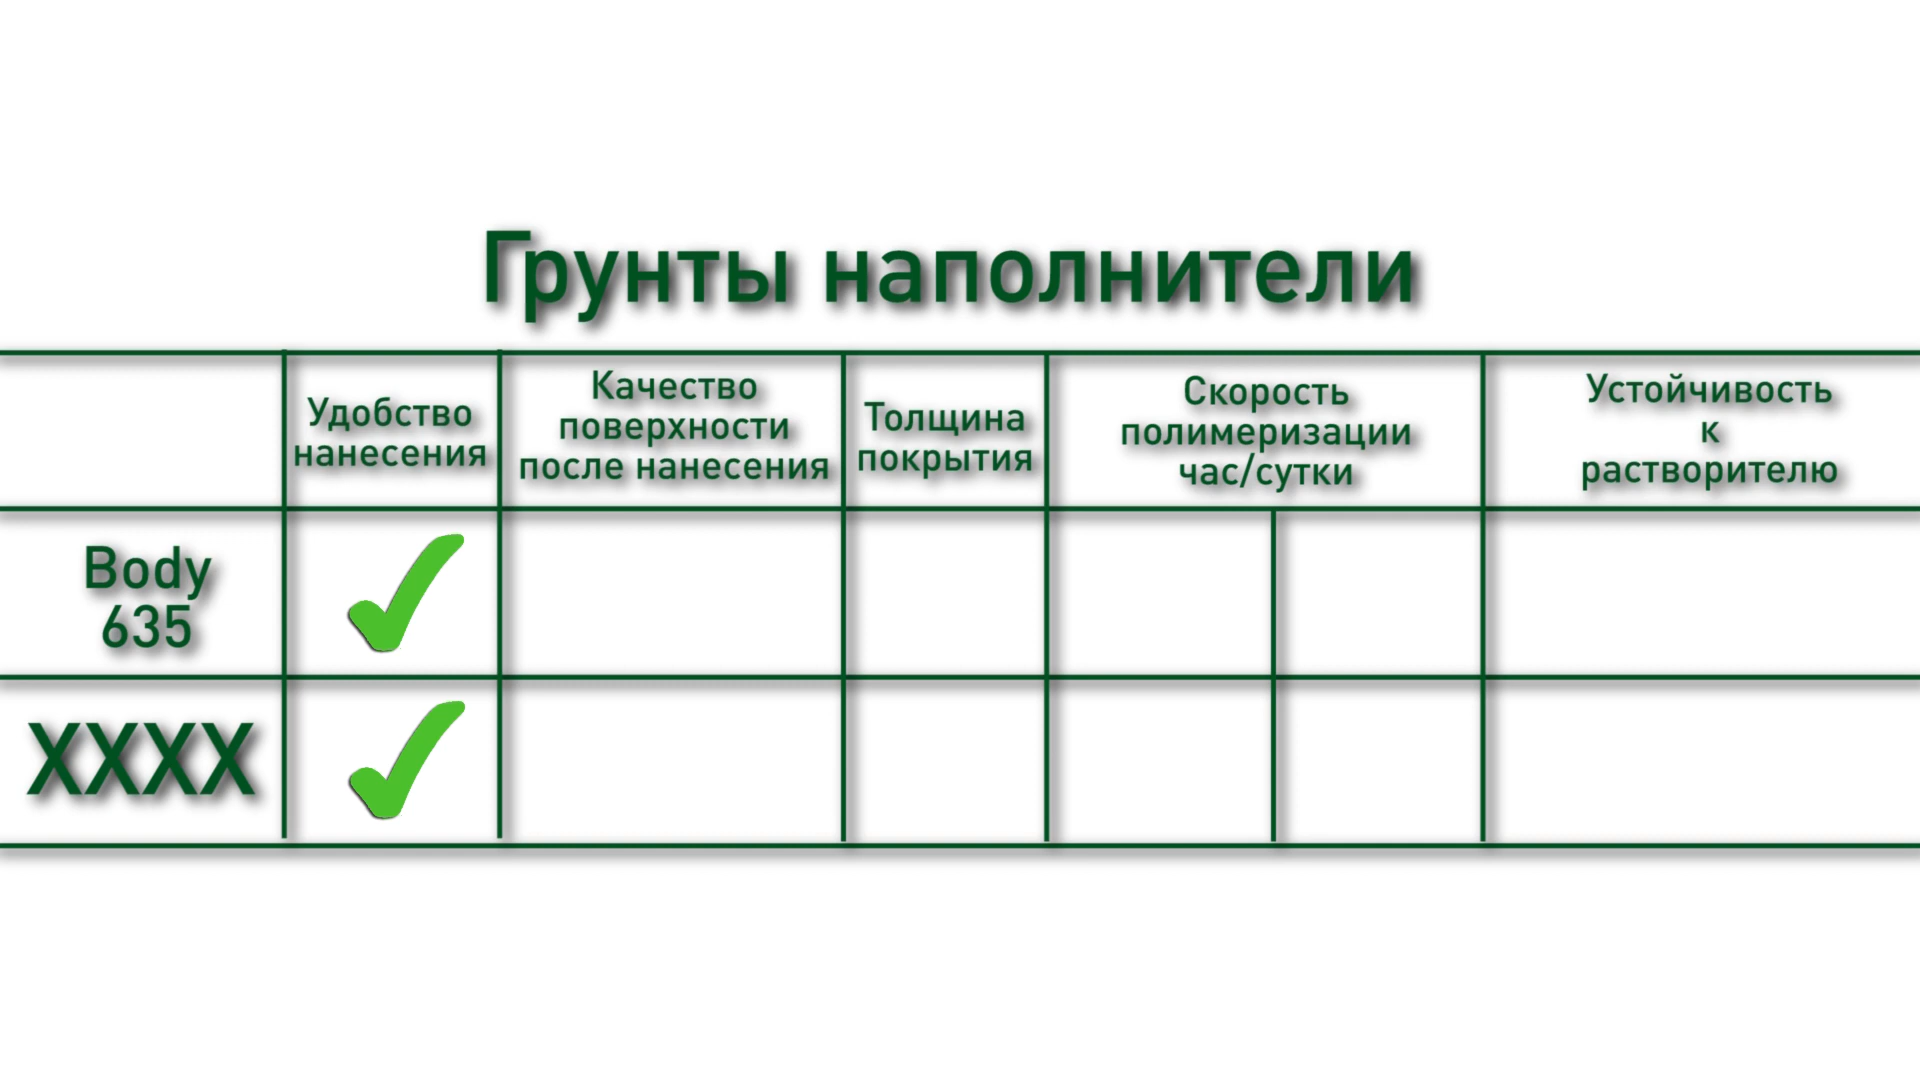 Грунты наполнители
Удобство
нанесения
Качество
поверхности
после нанесения
Толщина
покрытия
Скорость
полимеризации
час/сутки
Устойчивость
к
растворителю
Body
635
XXXX